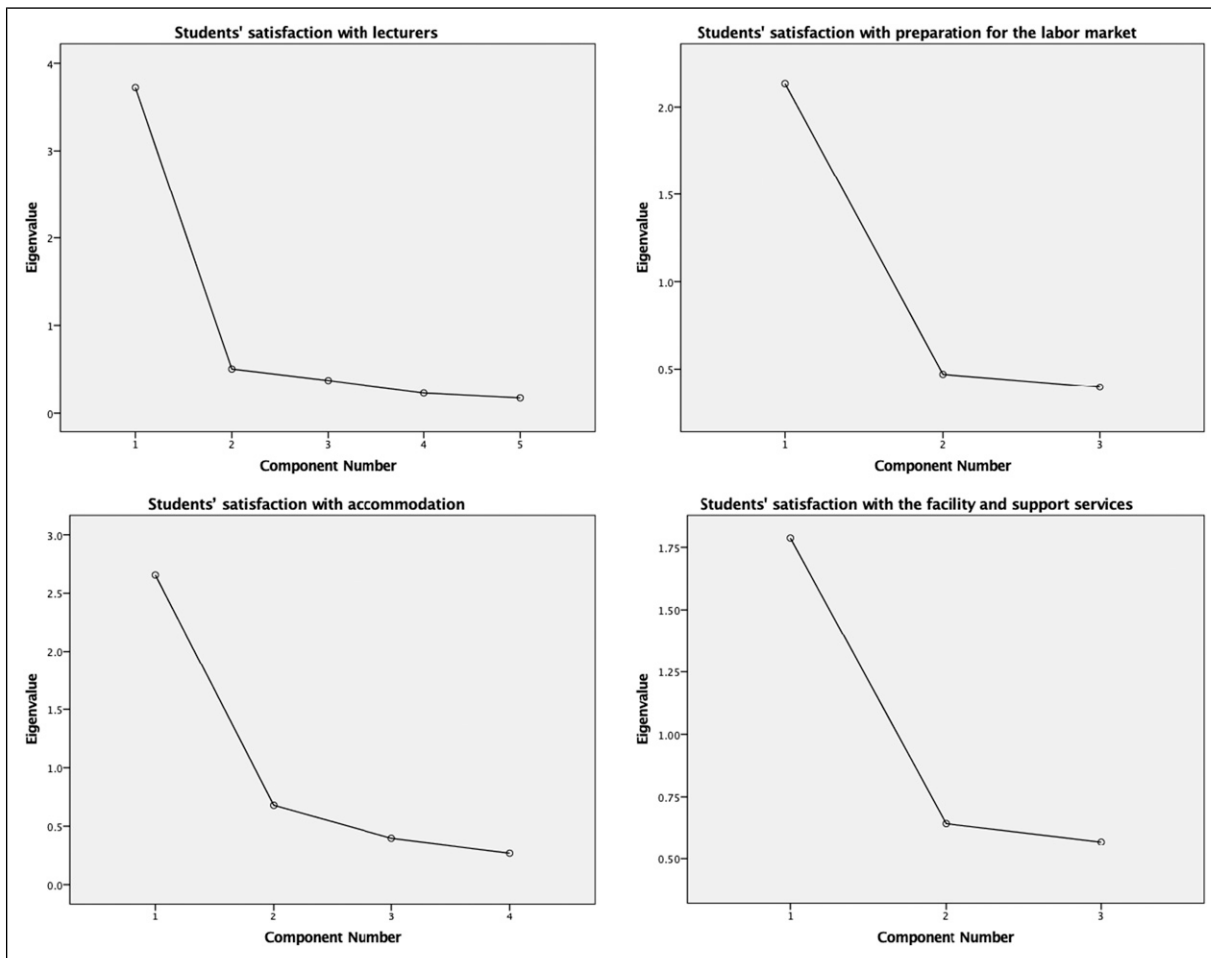 Students' satisfaction with lecturers
4
3
2
1
0
Eigenvalue
1 2 3 4 5
Component Number
Students' satisfaction with preparation for the labor market
2.0
1.5
1.0
0.5
Eigenvalue
1 2 3
Component Number
Students' satisfaction with accommodation
3.0
2.5
2.0
1.5
1.0
0.5
0.0
Eigenvalue
1 2 3 4
Component Number
Students' satisfaction with the facility and support services
1.75
1.50
1.25
1.00
0.75
0.50
Eigenvalue
1 2 3
Component Number